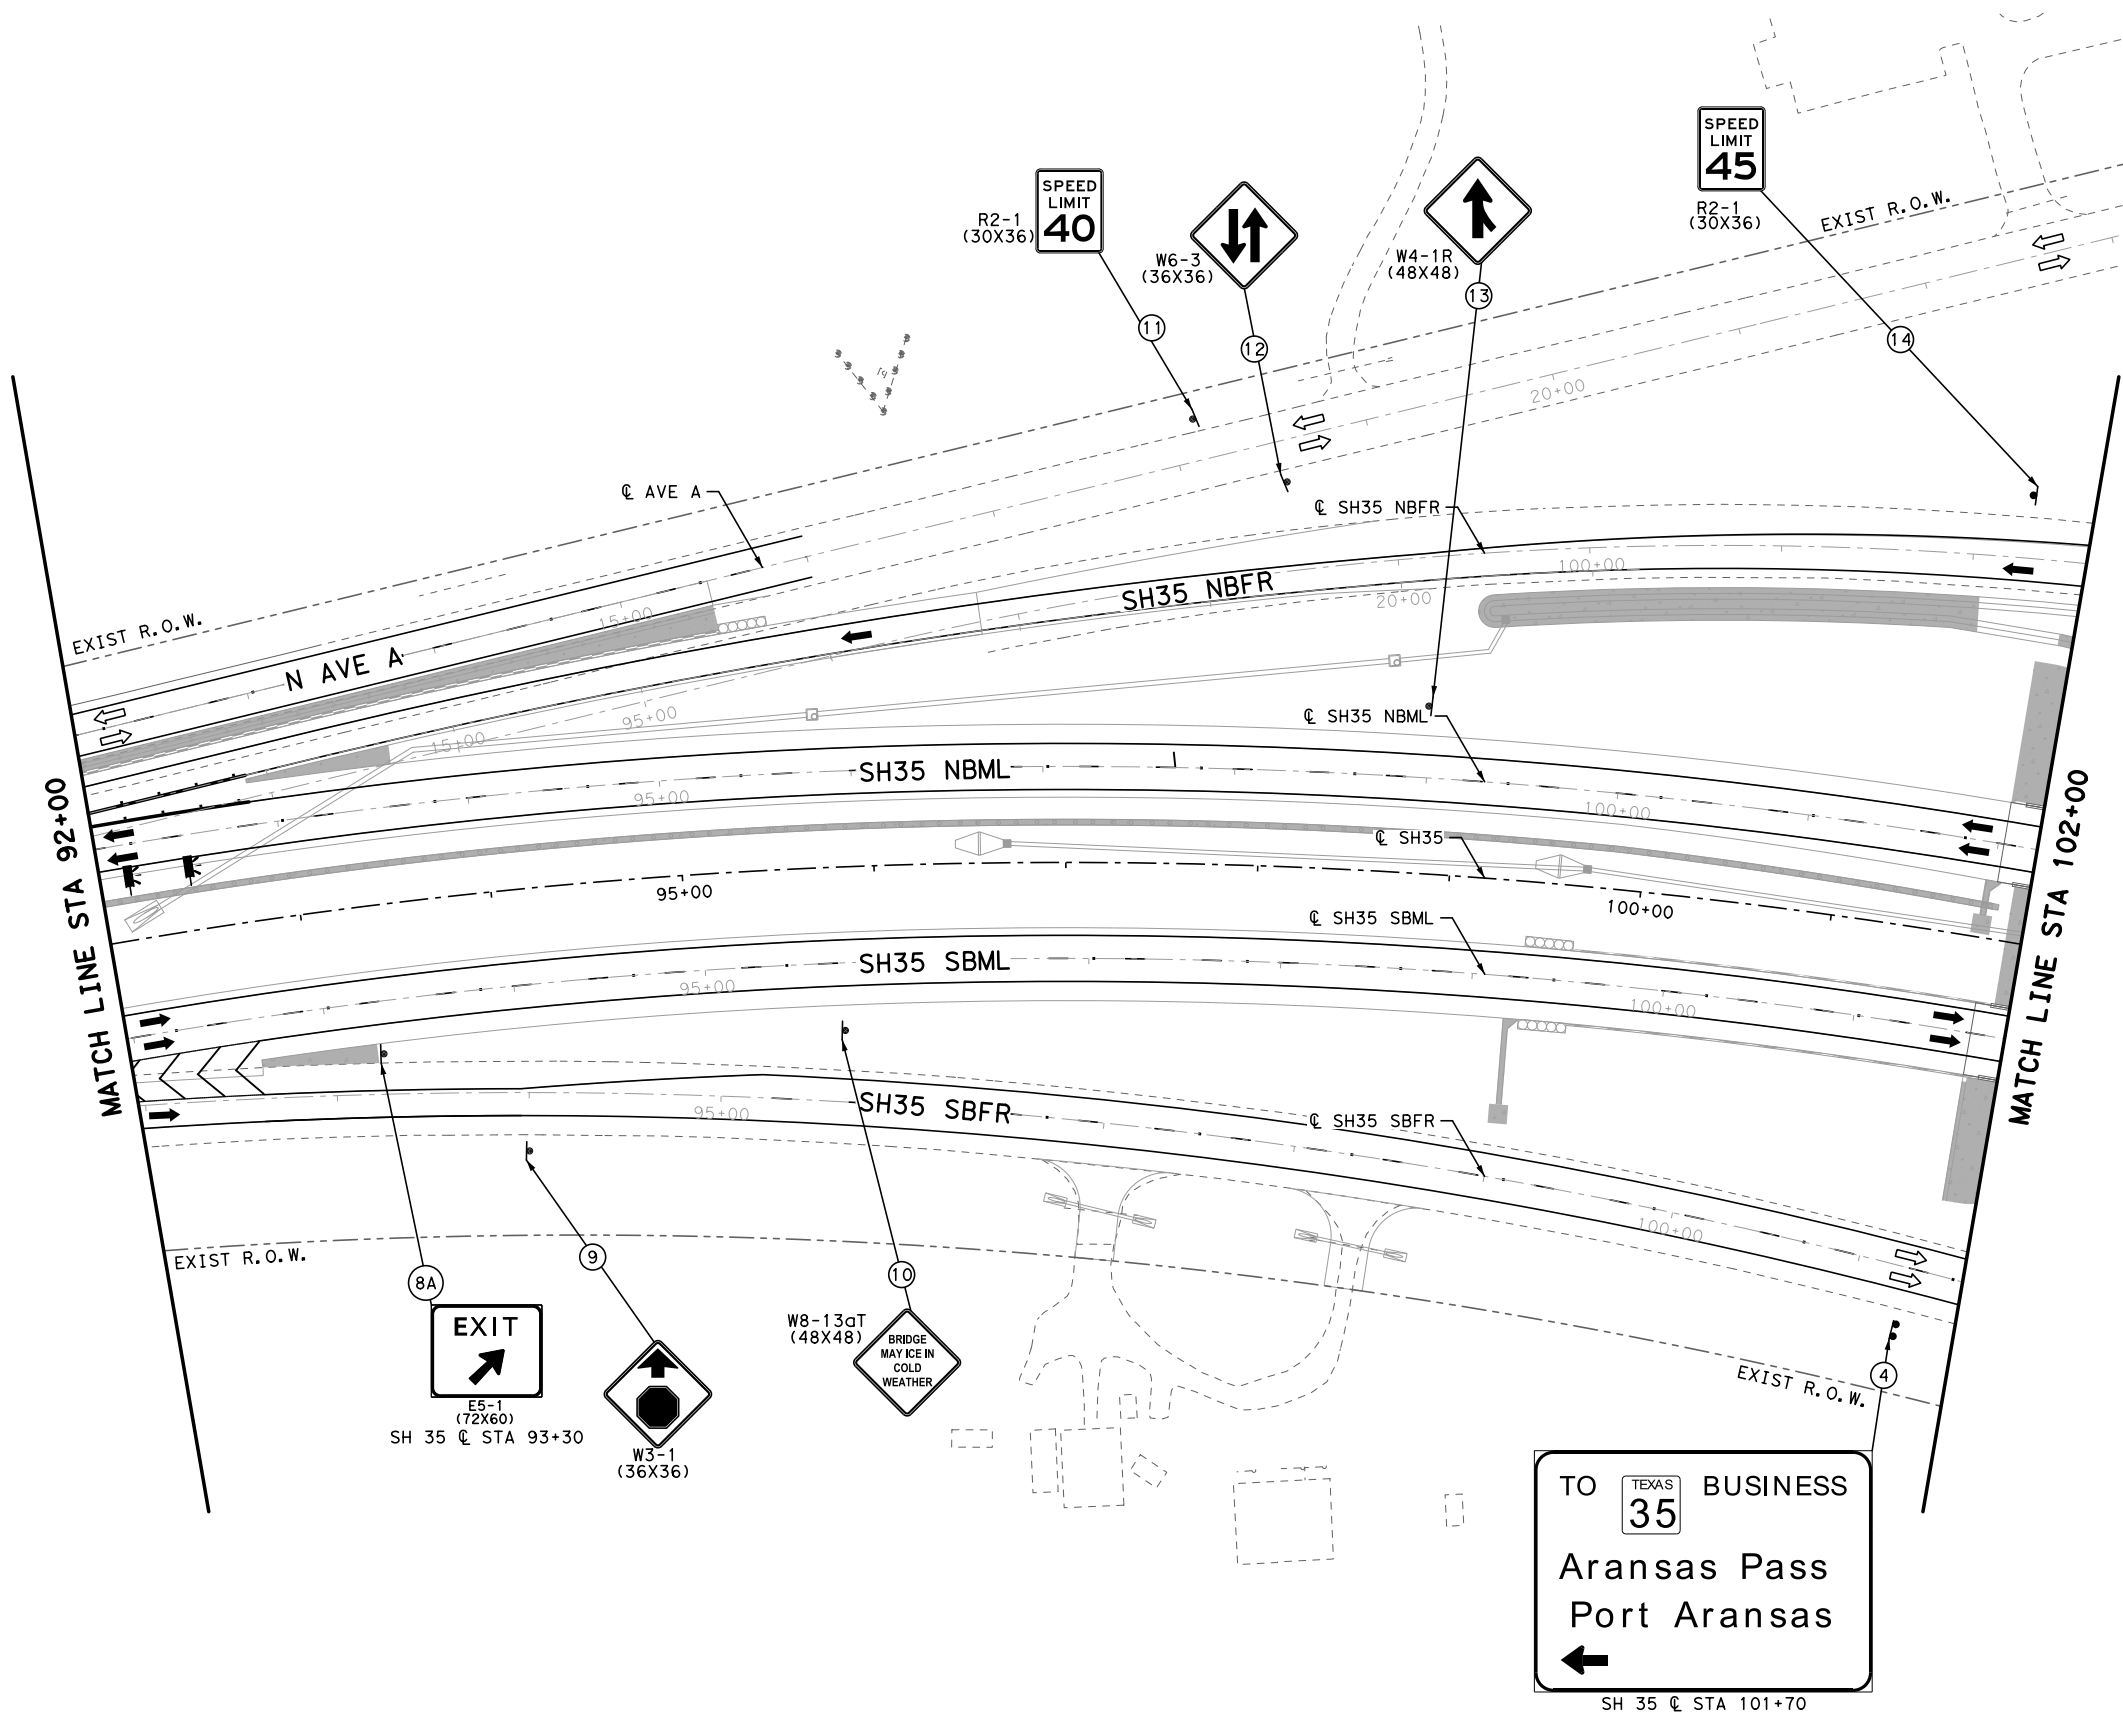 SPEED
LIMIT
45
R2-1
(30X36)
EXIST R.O.W.
SPEED
LIMIT
40
R2-1
(30X36)
W6-3
(36X36)
W4-1R
(48X48)
13
11
12
14
20+00
℄ AVE A
℄ SH35 NBFR
EXIST R.O.W.
15+00
N AVE A
SH35 NBFR
100+00
20+00
95+00
15+00
℄ SH35 NBML
SH35 NBML
95+00
100+00
℄ SH35
MATCH LINE STA 92+00
MATCH LINE STA 102+00
95+00
100+00
℄ SH35 SBML
SH35 SBML
95+00
100+00
SH35 SBFR
95+00
℄ SH35 SBFR
100+00
EXIST R.O.W.
9
8A
10
EXIT
E5-1
(72X60)
SH 35 ℄ STA 93+30
W3-1
(36X36)
W8-13aT
(48X48)
BRIDGE
MAY ICE IN
COLD
WEATHER
EXIST R.O.W.
4
TO TEXAS 35 BUSINESS
Aransas Pass
Port Aransas
SH 35 ℄ STA 101+70